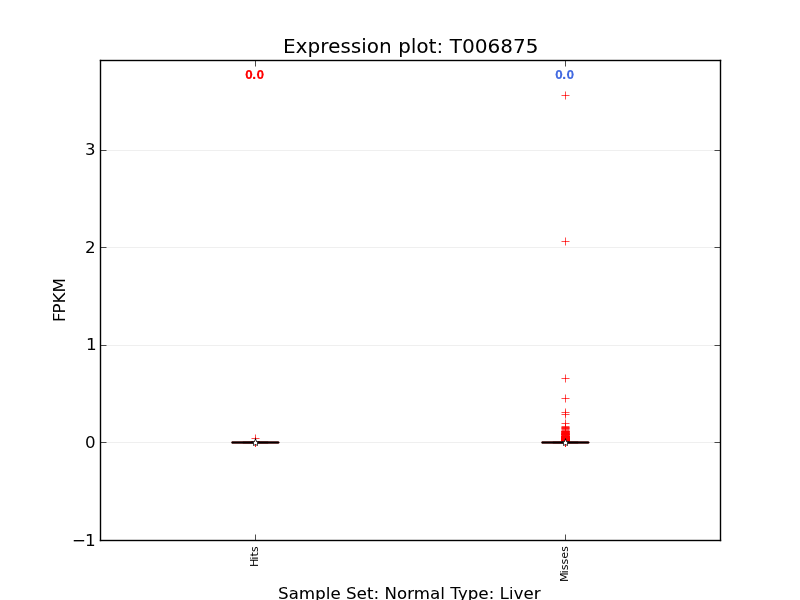 Expression plot: T006875
0.0 0.0
3
2
1
0
−1
FPKM
Hits Misses
Sample Set: Normal Type: Liver